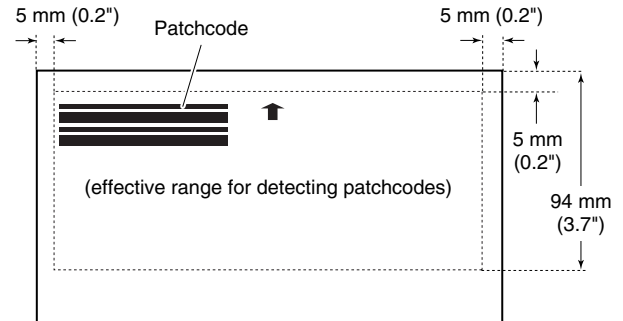 5 mm (0.2")
Patchcode
5 mm (0.2")
5 mm
(0.2")
(effective range for detecting patchcodes)
94 mm
(3.7")